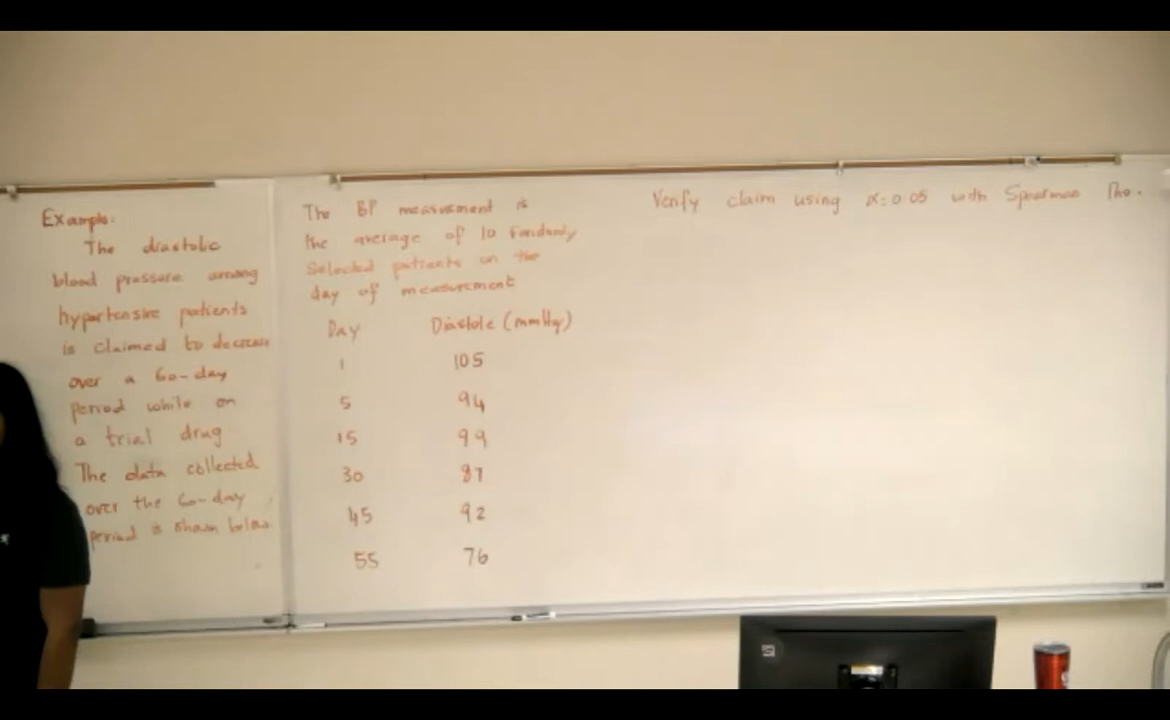 Example:
The diastolic
blood pressure among
hypertensive patients
is claimed to decrease
over a 60-day
period while on
a trial drug
The data collected
over the 60-day
period is shown below
The BP measurment is
the average of 10 randomly
selected patients on the
day of measurement
Day Diastole (mmHg)
1 105
5 94
15 99
30 87
45 92
55 76
Verify claim using α = 0.05 with Spearman Rho.